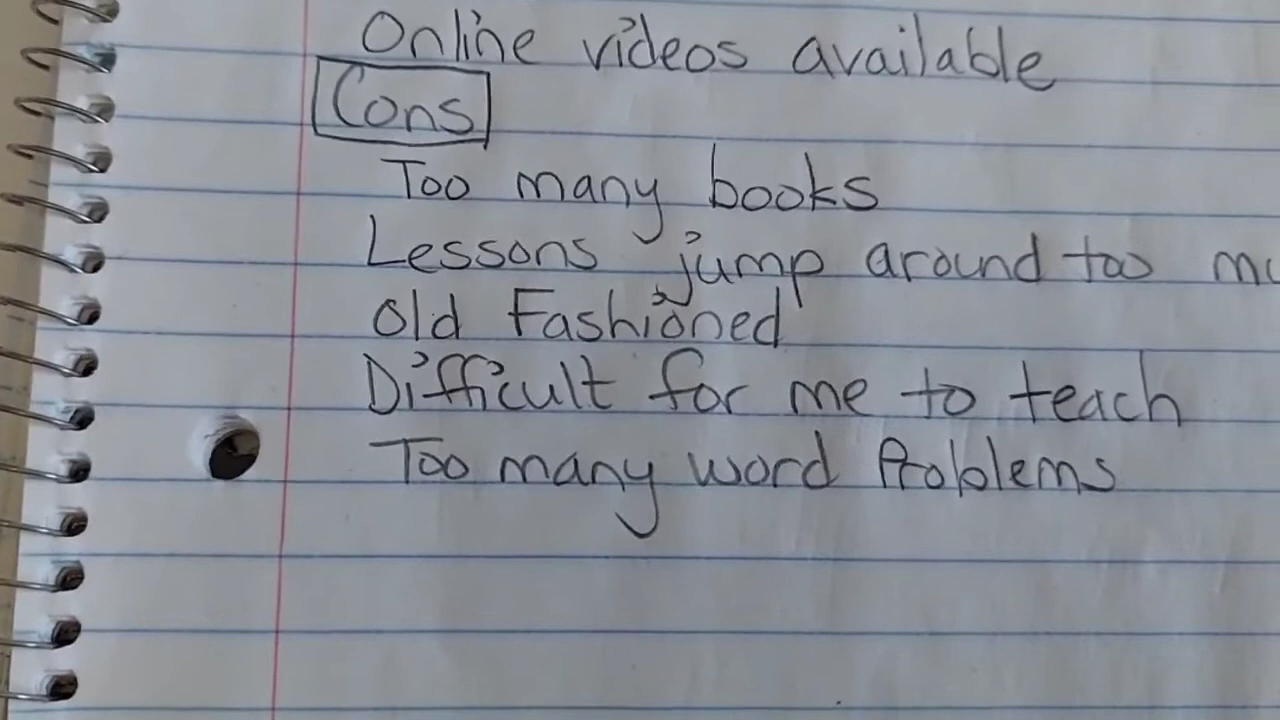 Online videos available
Cons
Too many books
Lessons jump around too
Old Fashioned
Difficult for me to teach
Too many word Problems